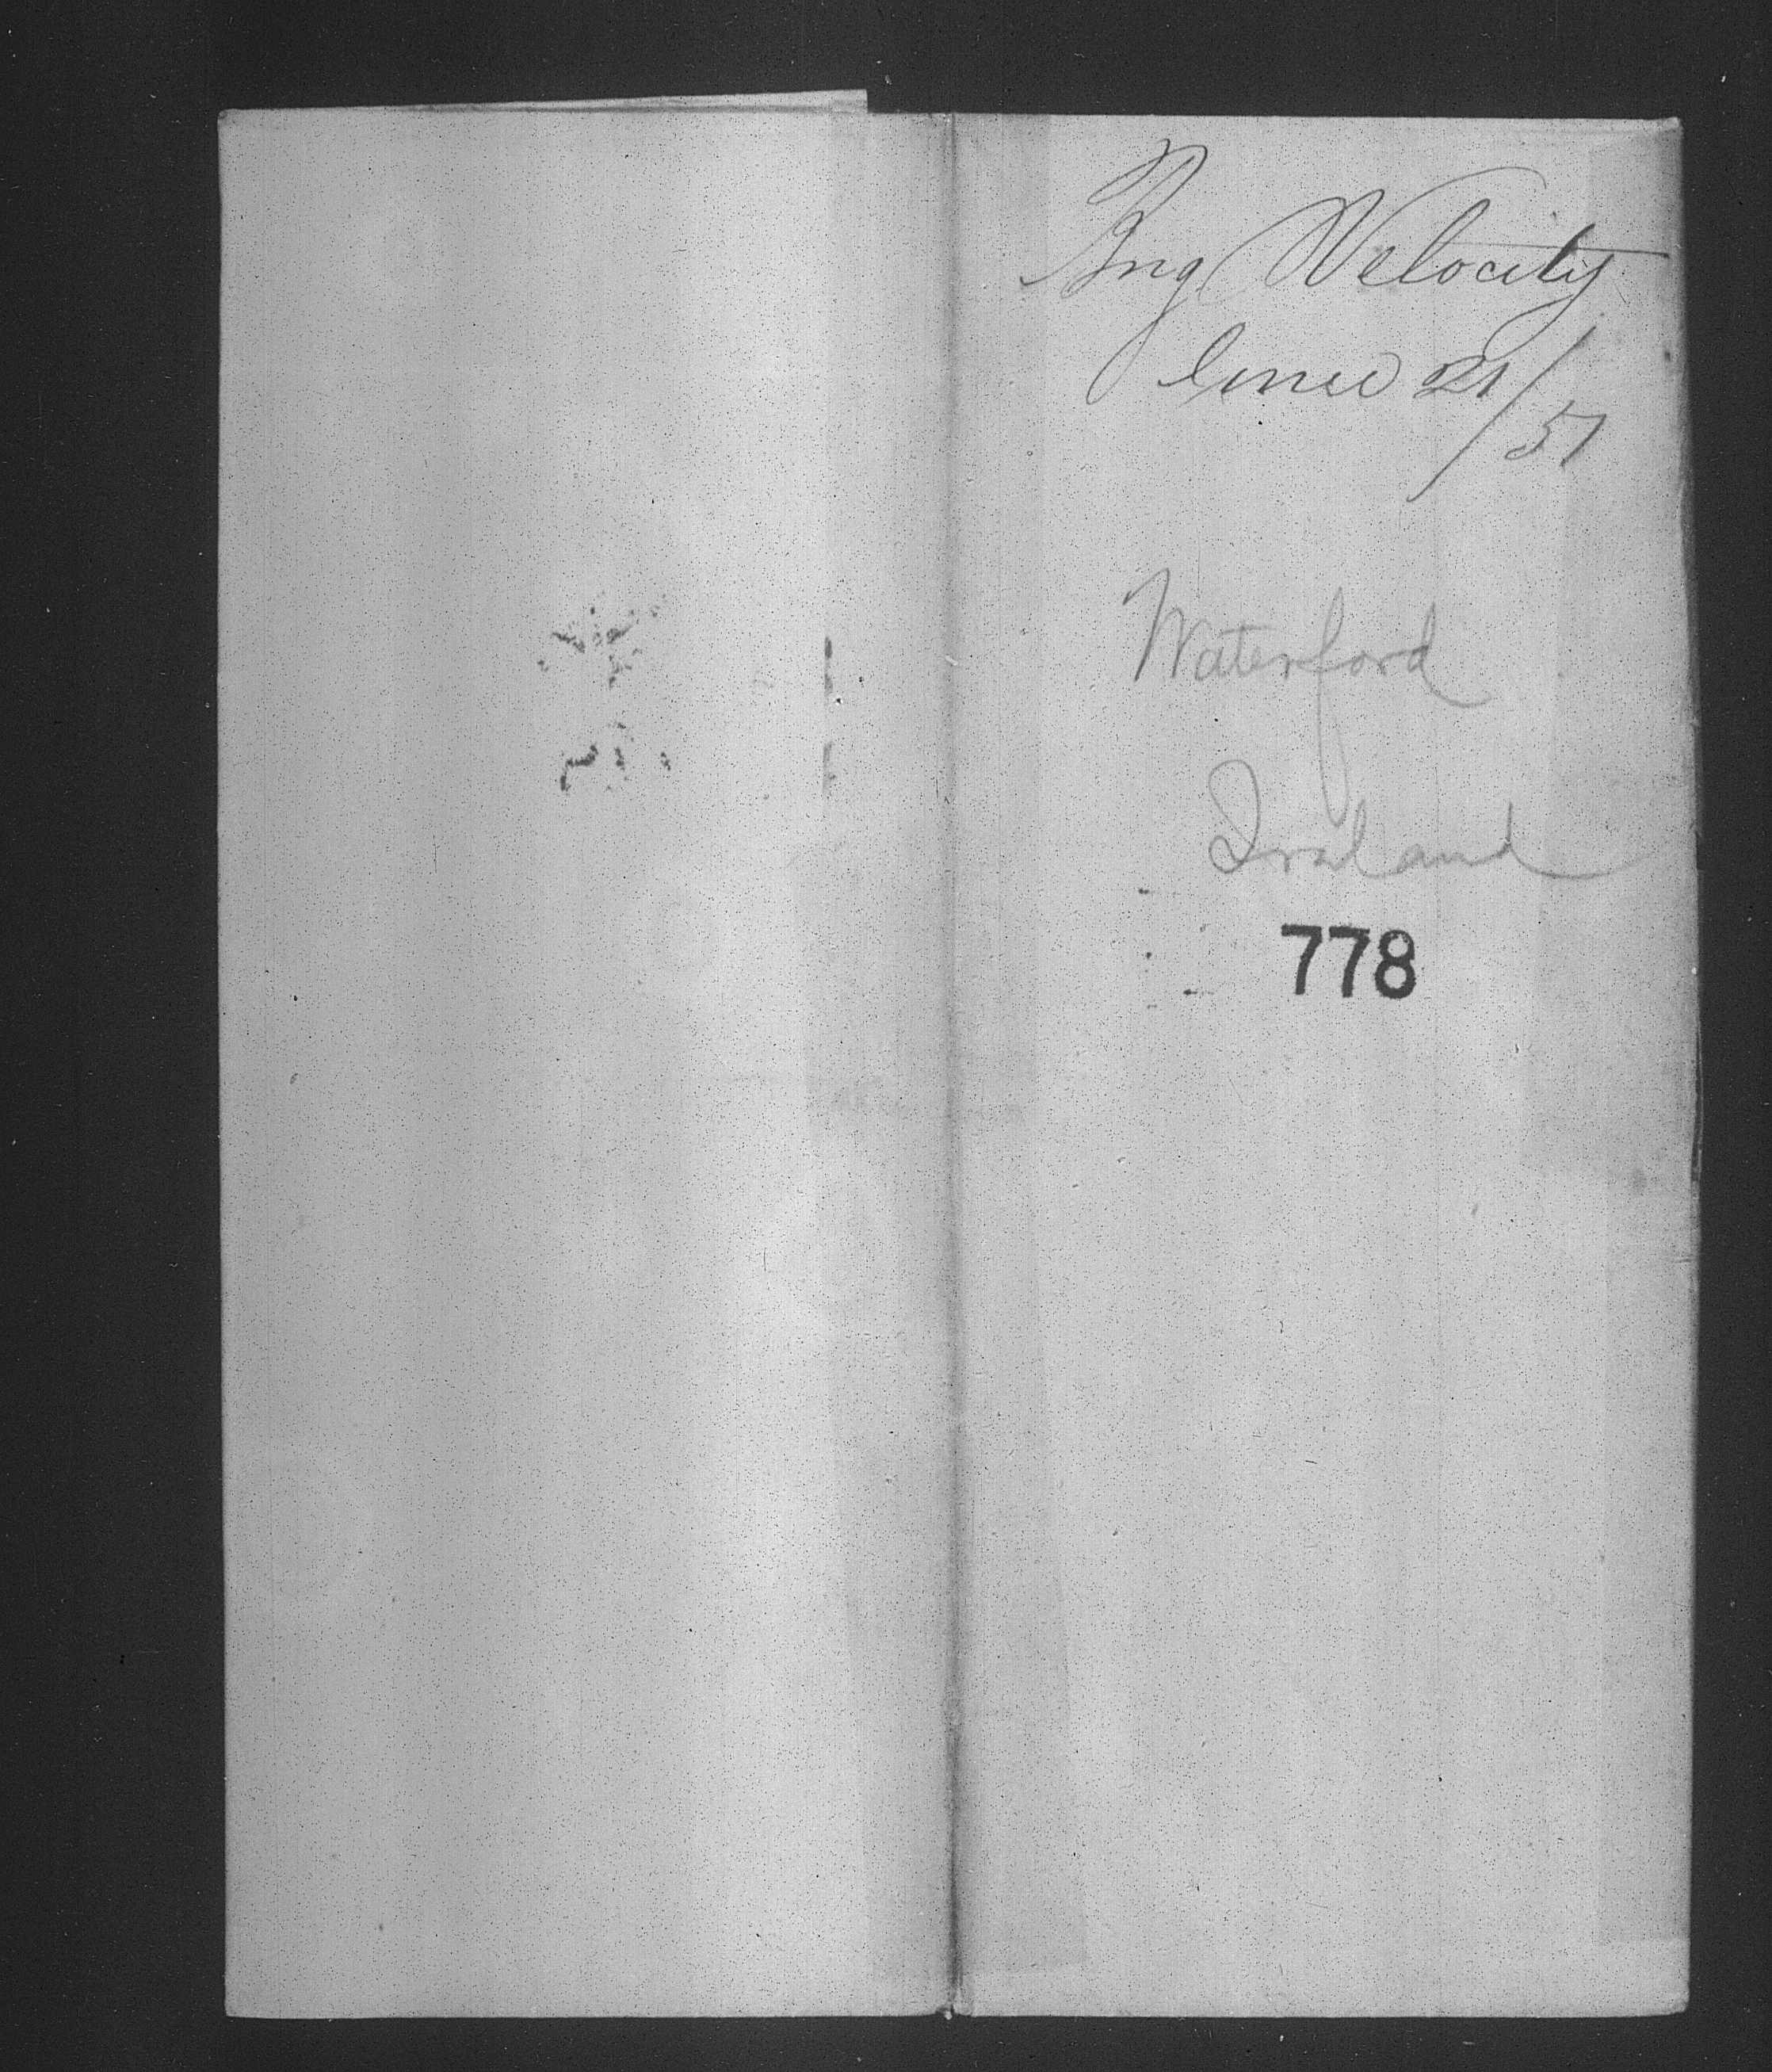 Brig Velocity
June 21/51
Waterford
Ireland
778